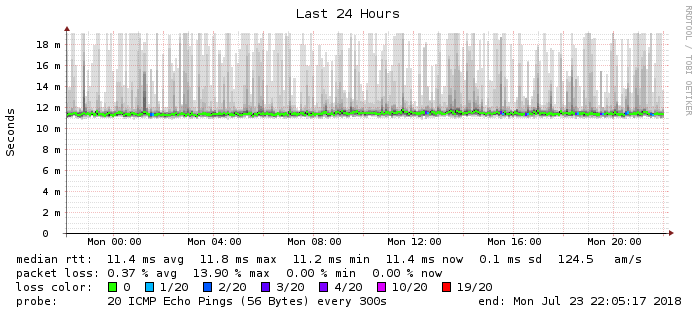 Last 24 Hours
RRDTOOL / TOBI OETIKER
Seconds
18 m
16 m
14 m
12 m
10 m
8 m
6 m
4 m
2 m
0
Mon 00:00 Mon 04:00 Mon 08:00 Mon 12:00 Mon 16:00 Mon 20:00
median rtt: 11.4 ms avg 11.8 ms max 11.2 ms min 11.4 ms now 0.1 ms sd 124.5 am/s
packet loss: 0.37 % avg 13.90 % max 0.00 % min 0.00 % now
loss color: 0 1/20 2/20 3/20 4/20 10/20 19/20
probe: 20 ICMP Echo Pings (56 Bytes) every 300s end: Mon Jul 23 22:05:17 2018